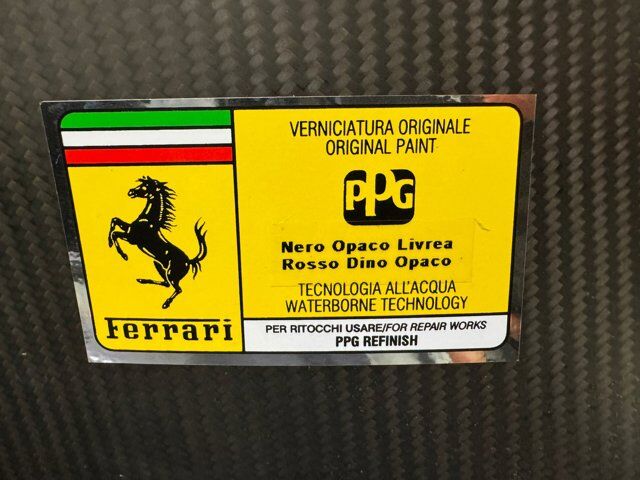 VERNICIATURA ORIGINALE
ORIGINAL PAINT
PPG
Nero Opaco Livrea
Rosso Dino Opaco
TECNOLOGIA ALL'ACQUA
WATERBORNE TECHNOLOGY
Ferrari
PER RITOCCHI USARE/FOR REPAIR WORKS
PPG REFINISH